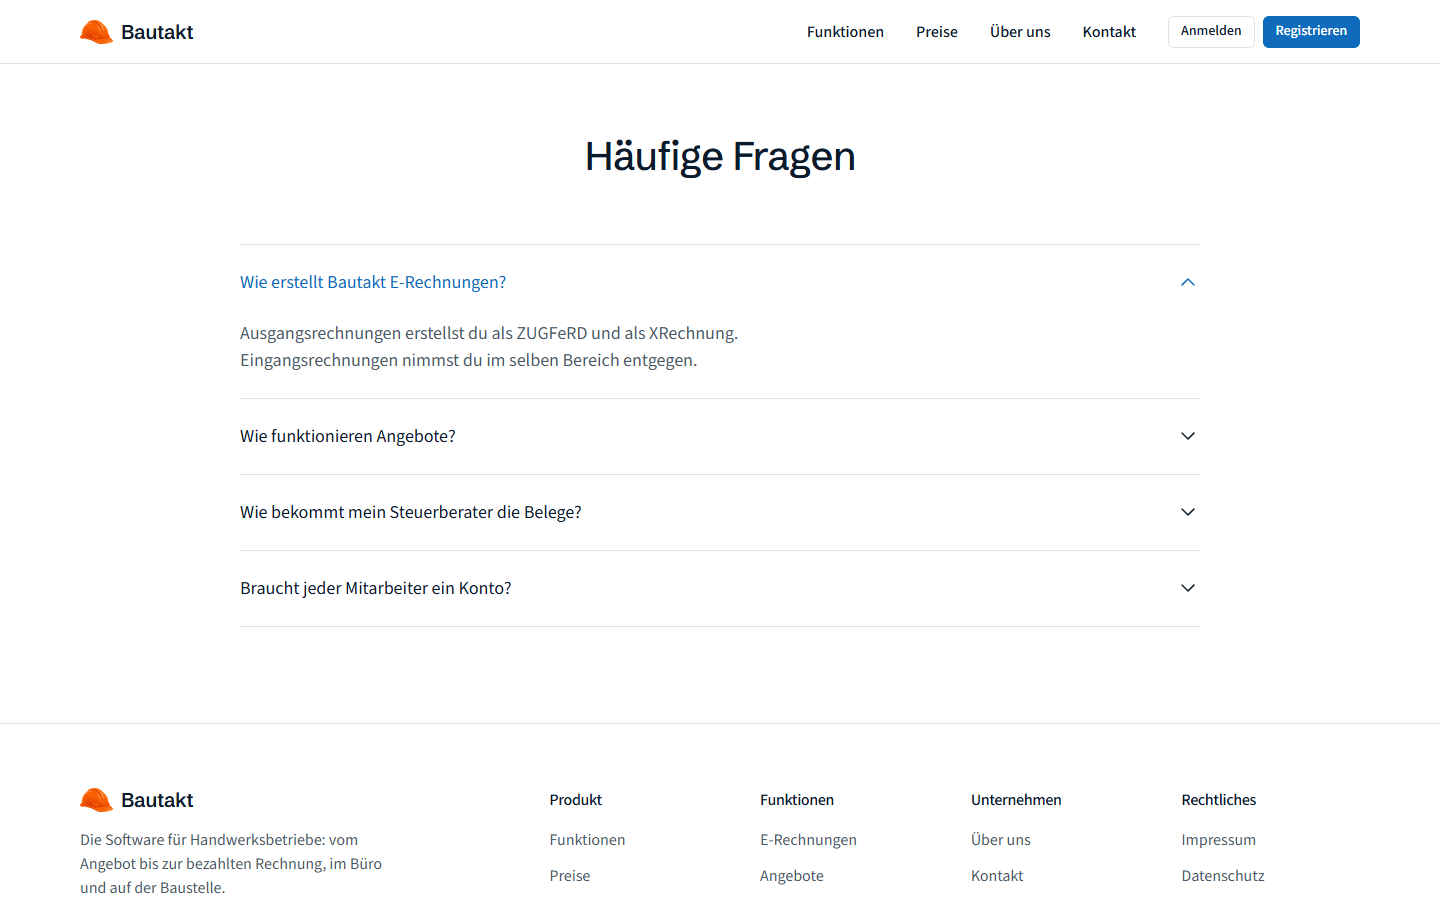 Bautakt
Funktionen
Preise
Über uns
Kontakt
Anmelden
Registrieren
Häufige Fragen
Wie erstellt Bautakt E-Rechnungen?
Ausgangsrechnungen erstellst du als ZUGFeRD und als XRechnung.
Eingangsrechnungen nimmst du im selben Bereich entgegen.
Wie funktionieren Angebote?
Wie bekommt mein Steuerberater die Belege?
Braucht jeder Mitarbeiter ein Konto?
Bautakt
Die Software für Handwerksbetriebe: vom
Angebot bis zur bezahlten Rechnung, im Büro
und auf der Baustelle.
Produkt
Funktionen
Preise
Funktionen
E-Rechnungen
Angebote
Unternehmen
Über uns
Kontakt
Rechtliches
Impressum
Datenschutz